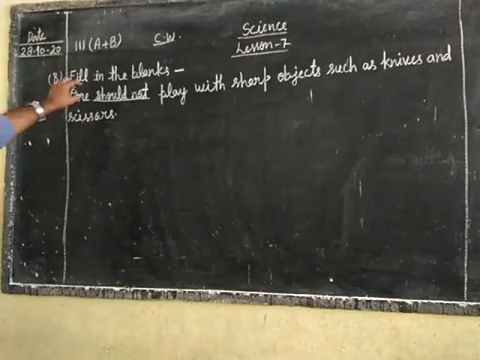 Date
28.10.20
III (A+B)
C.W.
Science
Lesson-7
(B) Fill in the blanks –
One should not play with sharp objects such as knives and
scissors.